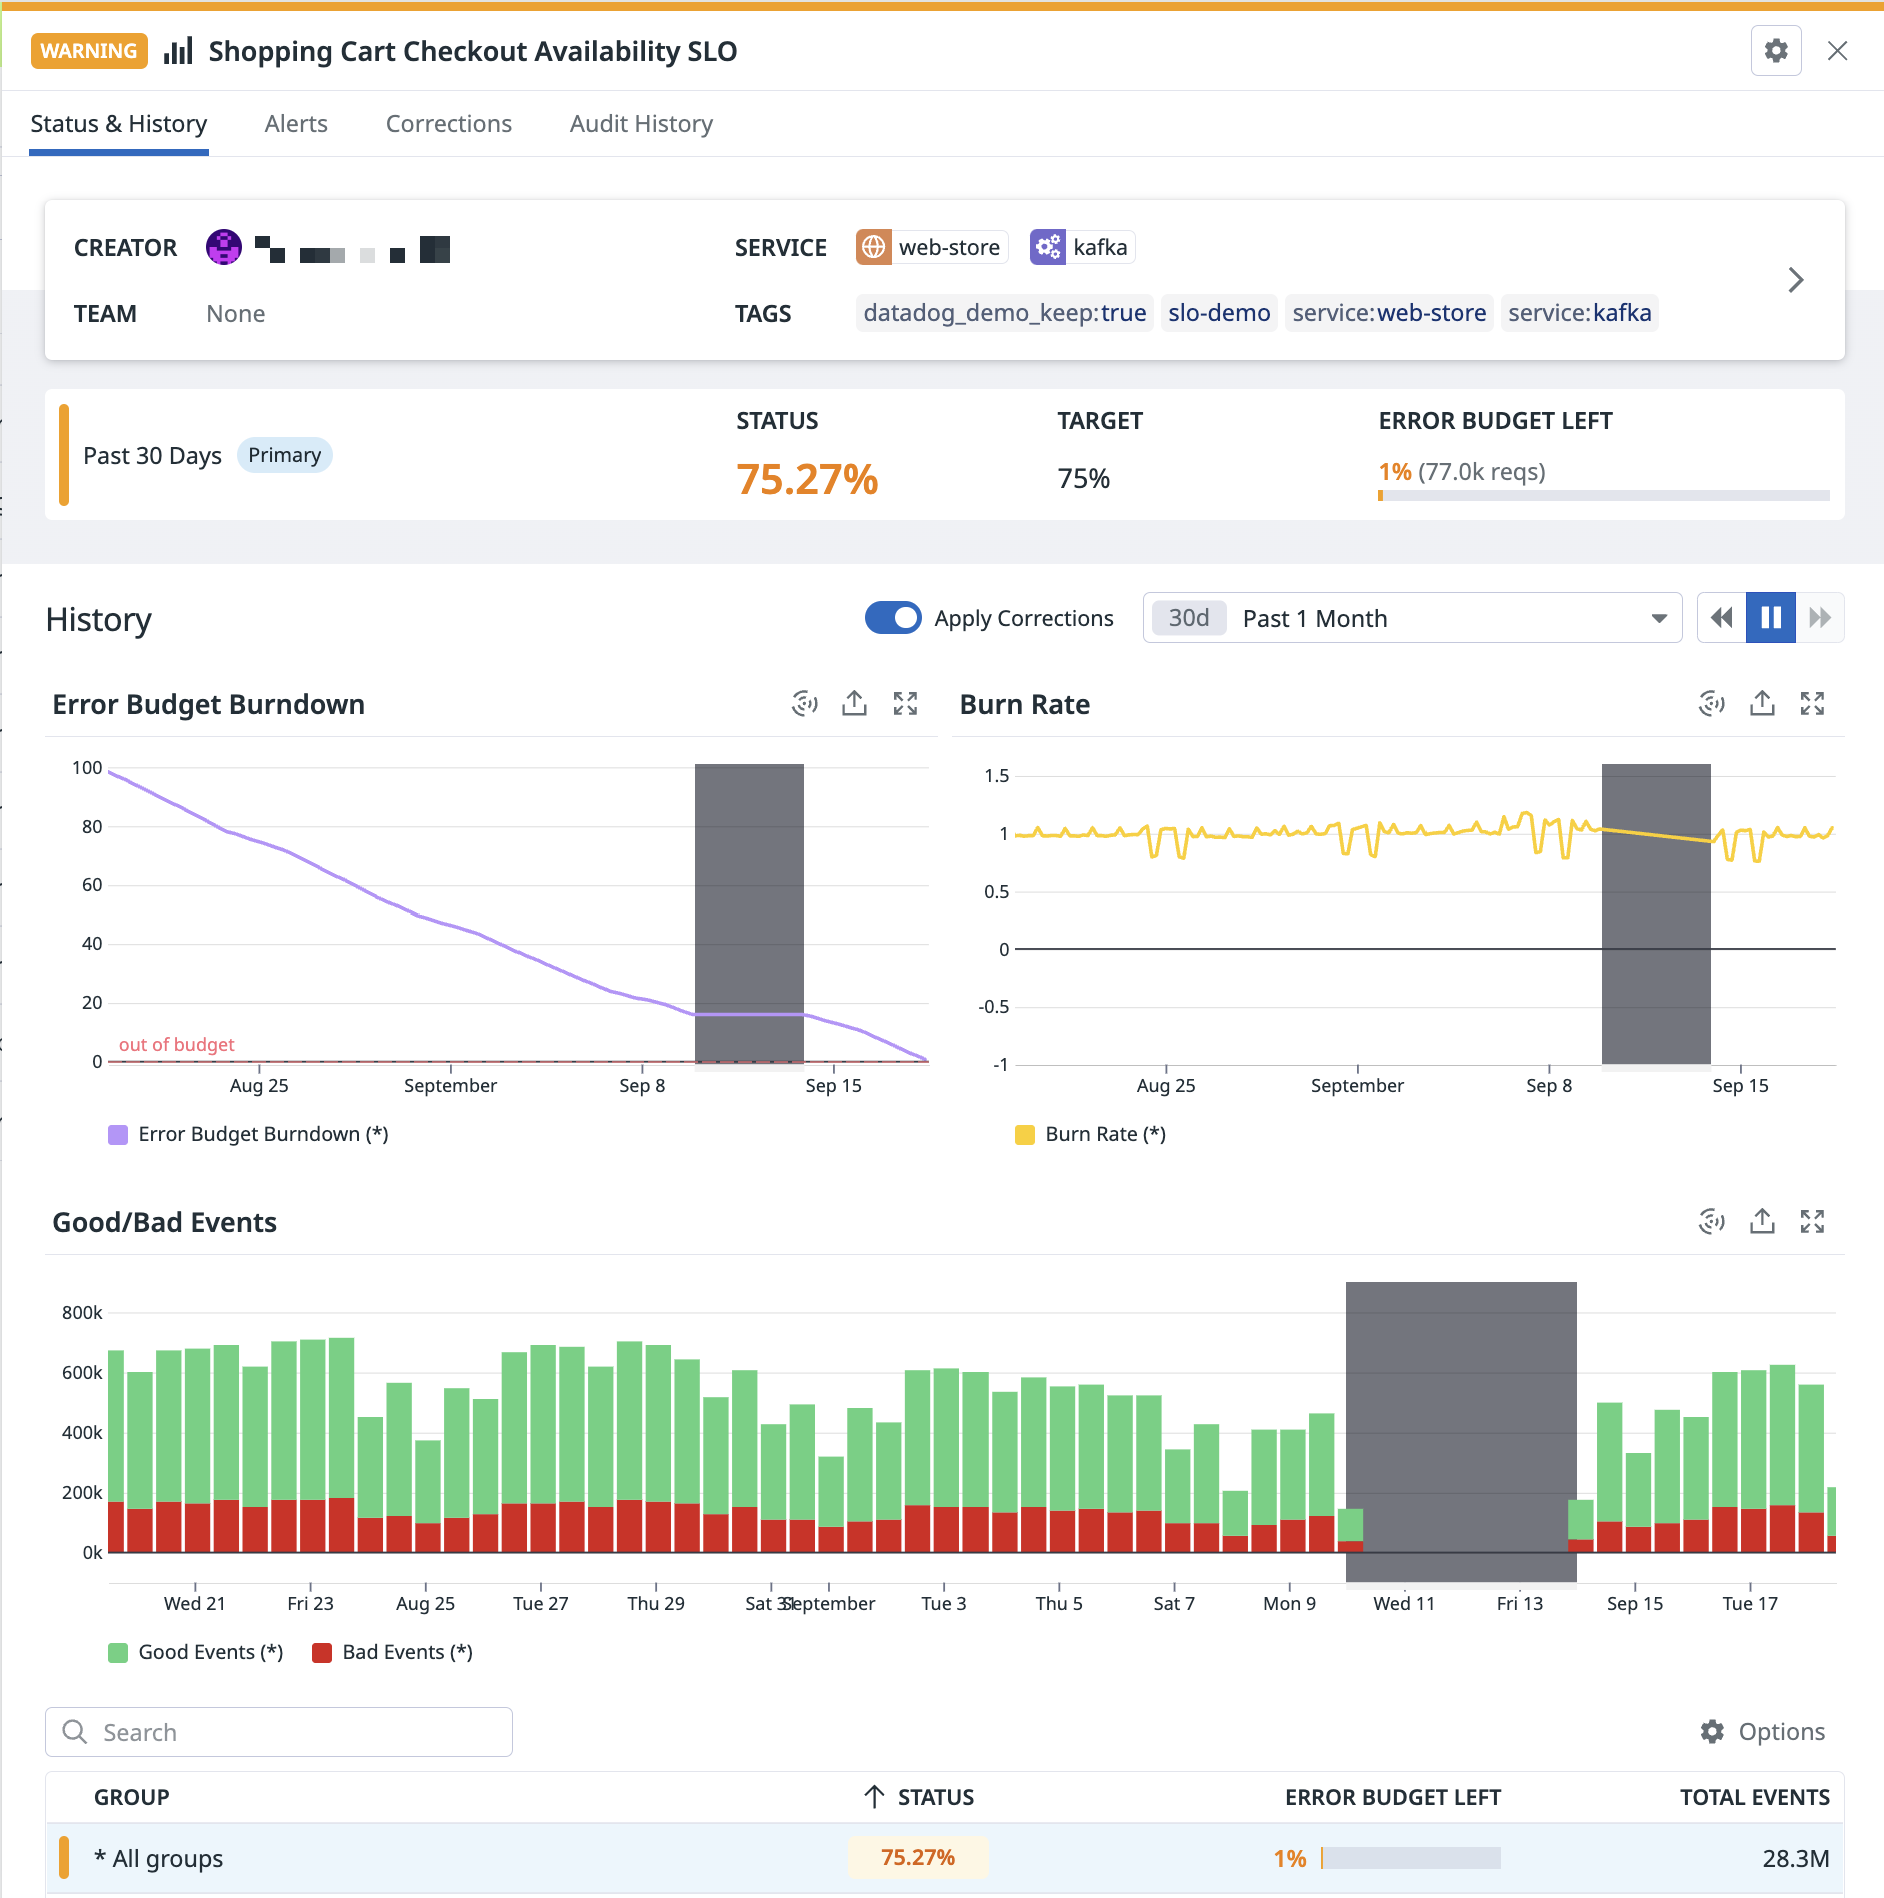 WARNING Shopping Cart Checkout Availability SLO
Status & History Alerts Corrections Audit History
CREATOR
SERVICE web-store kafka
TEAM None
TAGS datadog_demo_keep:true slo-demo service:web-store service:kafka
Past 30 Days Primary
STATUS
75.27%
TARGET
75%
ERROR BUDGET LEFT
1% (77.0k reqs)
History
Apply Corrections
30d Past 1 Month
Error Budget Burndown
100
80
60
40
20
0
out of budget
Aug 25 September Sep 8 Sep 15
Error Budget Burndown (*)
Burn Rate
1.5
1
0.5
0
-0.5
-1
Aug 25 September Sep 8 Sep 15
Burn Rate (*)
Good/Bad Events
800k
600k
400k
200k
0k
Wed 21 Fri 23 Aug 25 Tue 27 Thu 29 Sat 31 September Tue 3 Thu 5 Sat 7 Mon 9 Wed 11 Fri 13 Sep 15 Tue 17
Good Events (*) Bad Events (*)
Search
Options
GROUP STATUS ERROR BUDGET LEFT TOTAL EVENTS
* All groups 75.27% 1% 28.3M